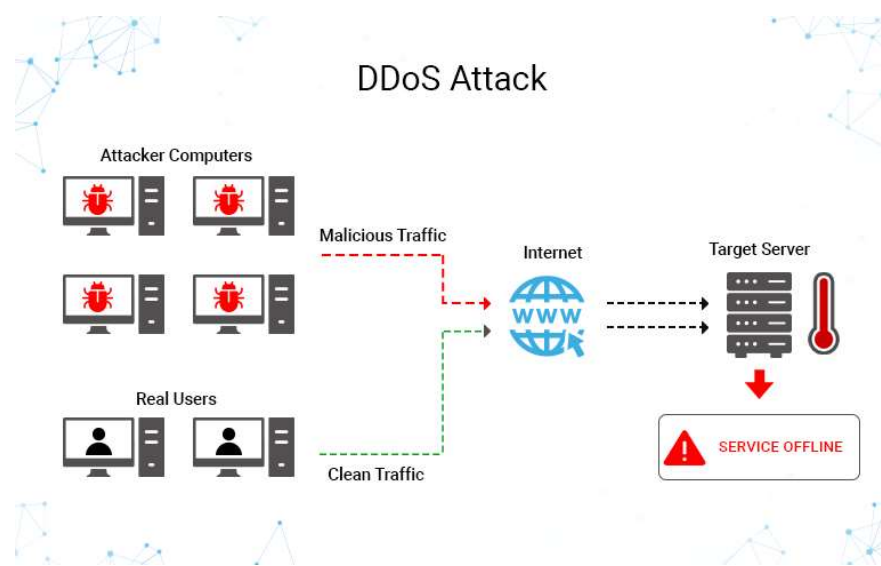 DDoS Attack
Attacker Computers
Malicious Traffic
Internet
Target Server
WWW
Real Users
Clean Traffic
SERVICE OFFLINE